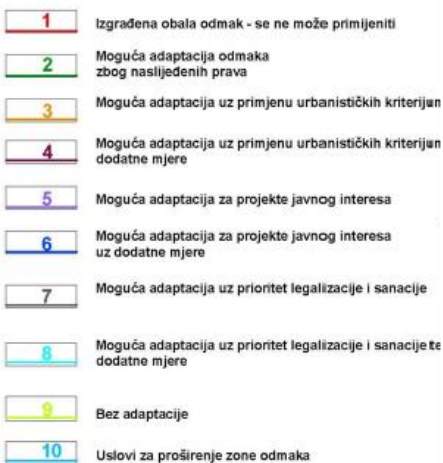 1 Izgrađena obala odmak - se ne može primijeniti
2 Moguća adaptacija odmaka
zbog naslijeđenih prava
3 Moguća adaptacija uz primjenu urbanističkih kriterijum
4 Moguća adaptacija uz primjenu urbanističkih kriterijum
dodatne mjere
5 Moguća adaptacija za projekte javnog interesa
6 Moguća adaptacija za projekte javnog interesa
uz dodatne mjere
7 Moguća adaptacija uz prioritet legalizacije i sanacije
8 Moguća adaptacija uz prioritet legalizacije i sanacije te
dodatne mjere
9 Bez adaptacije
10 Uslovi za proširenje zone odmaka